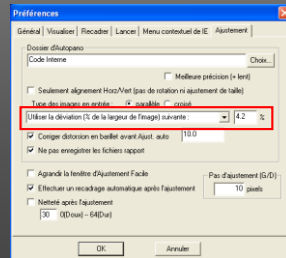 Préférences
Général Visualiser Recadrer Lancer Menu contextuel de IE Ajustement
Dossier d'Autopano
Code Interne
Choix...
Meilleure précision (+ lent)
Seulement alignement Horz/Vert (pas de rotation ni ajustement de taille)
Type des images en entrée : parallèle croisé
Utiliser la déviation (% de la largeur de l'image) suivante : 4.2 %
Corriger distorsion en barillet avant Ajust. auto 10.0
Ne pas enregistrer les fichiers rapport
Agrandir la fenêtre d'Ajustement Facile
Pas d'ajustement (G/D)
Effectuer un recadrage automatique après l'ajustement
10 pixels
Netteté après l'ajustement
30 0(Doux) – 64(Dur)
OK Annuler